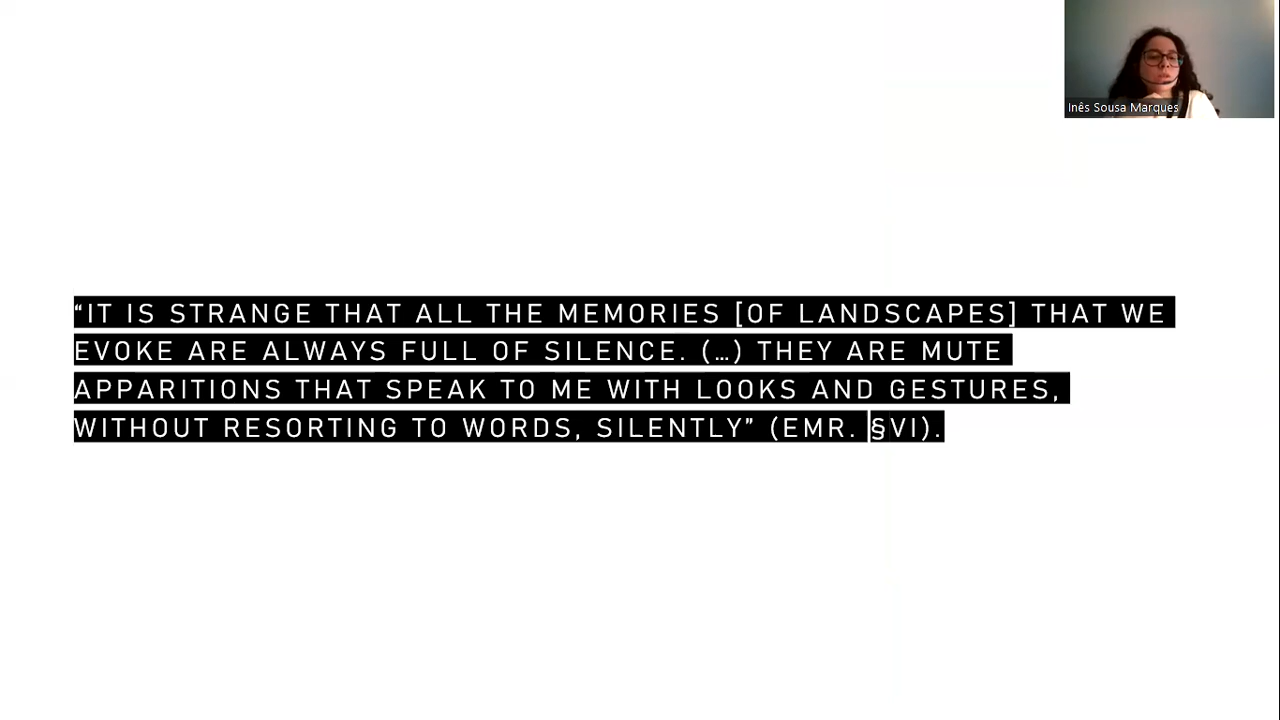 Inês Sousa Marques
“IT IS STRANGE THAT ALL THE MEMORIES [OF LANDSCAPES] THAT WE
EVOKE ARE ALWAYS FULL OF SILENCE. (…) THEY ARE MUTE
APPARITIONS THAT SPEAK TO ME WITH LOOKS AND GESTURES,
WITHOUT RESORTING TO WORDS, SILENTLY” (EMR. §VI).